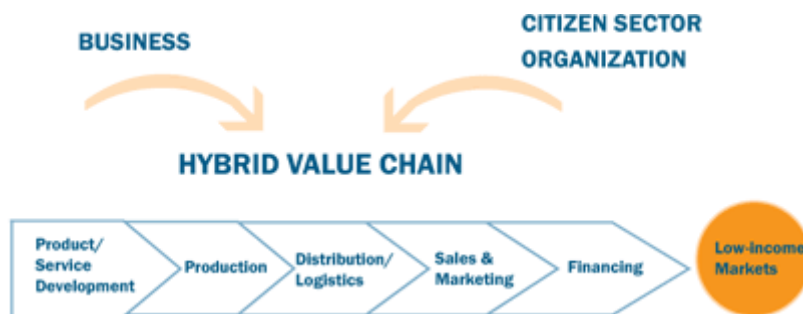 BUSINESS
CITIZEN SECTOR
ORGANIZATION
HYBRID VALUE CHAIN
Product/
Service
Development
Production
Distribution/
Logistics
Sales &
Marketing
Financing
Low-income
Markets